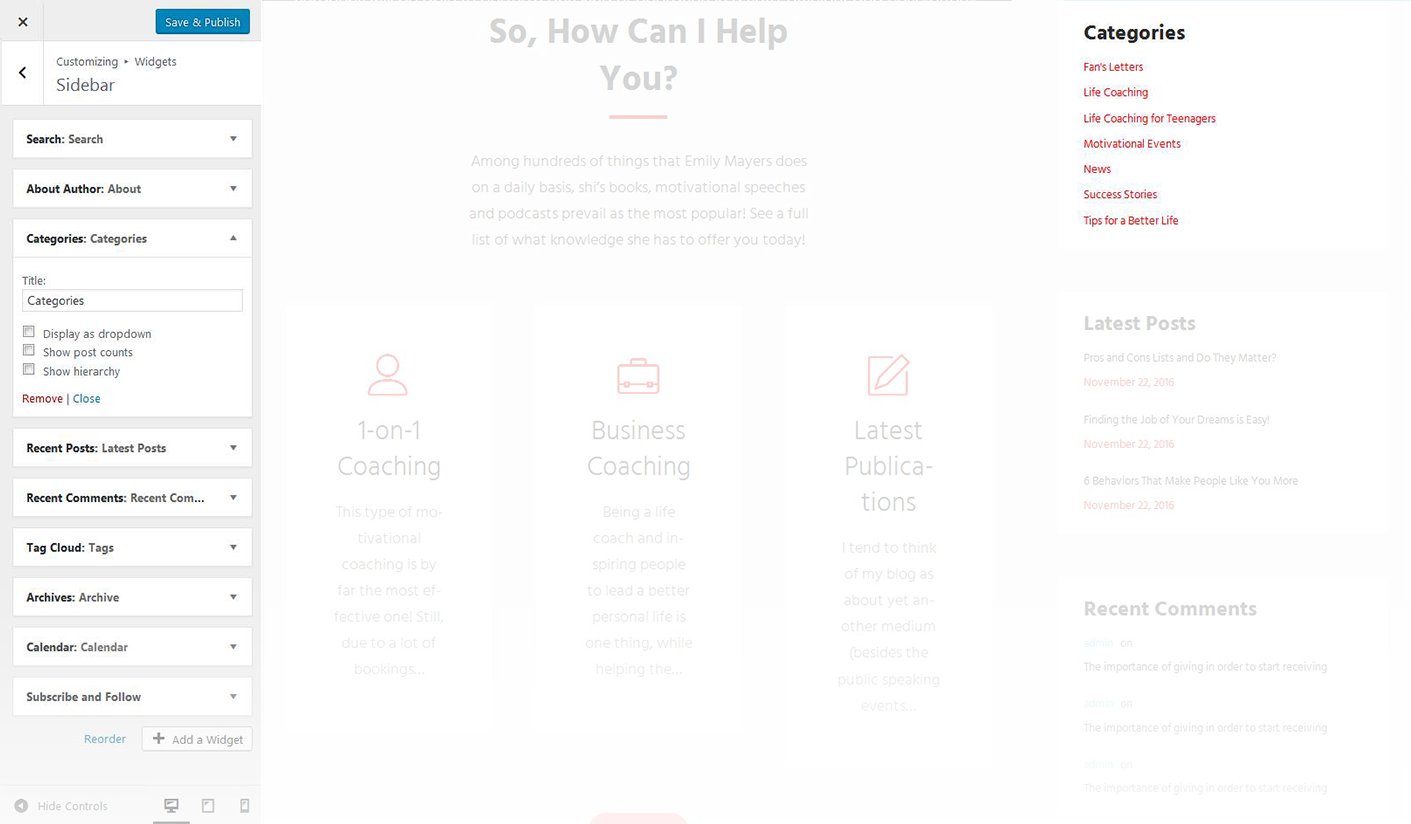 Save & Publish
Customizing ▸ Widgets
Sidebar
Search: Search
About Author: About
Categories: Categories
Title:
Categories
Display as dropdown
Show post counts
Show hierarchy
Remove | Close
Recent Posts: Latest Posts
Recent Comments: Recent Com...
Tag Cloud: Tags
Archives: Archive
Calendar: Calendar
Subscribe and Follow
Reorder
Add a Widget
Hide Controls
So, How Can I Help
You?
Among hundreds of things that Emily Mayers does
on a daily basis, shi's books, motivational speeches
and podcasts prevail as the most popular! See a full
list of what knowledge she has to offer you today!
1-on-1
Coaching
This type of mo-
tivational
coaching is by
far the most ef-
fective one! Still,
due to a lot of
bookings...
Business
Coaching
Being a life
coach and in-
spiring people
to lead a better
personal life is
one thing, while
helping the...
Latest
Publica-
tions
I tend to think
of my blog as
about yet an-
other medium
(besides the
public speaking
events...
Categories
Fan's Letters
Life Coaching
Life Coaching for Teenagers
Motivational Events
News
Success Stories
Tips for a Better Life
Latest Posts
Pros and Cons Lists and Do They Matter?
November 22, 2016
Finding the Job of Your Dreams is Easy!
November 22, 2016
6 Behaviors That Make People Like You More
November 22, 2016
Recent Comments
admin on
The importance of giving in order to start receiving
admin on
The importance of giving in order to start receiving
admin on
The importance of giving in order to start receiving